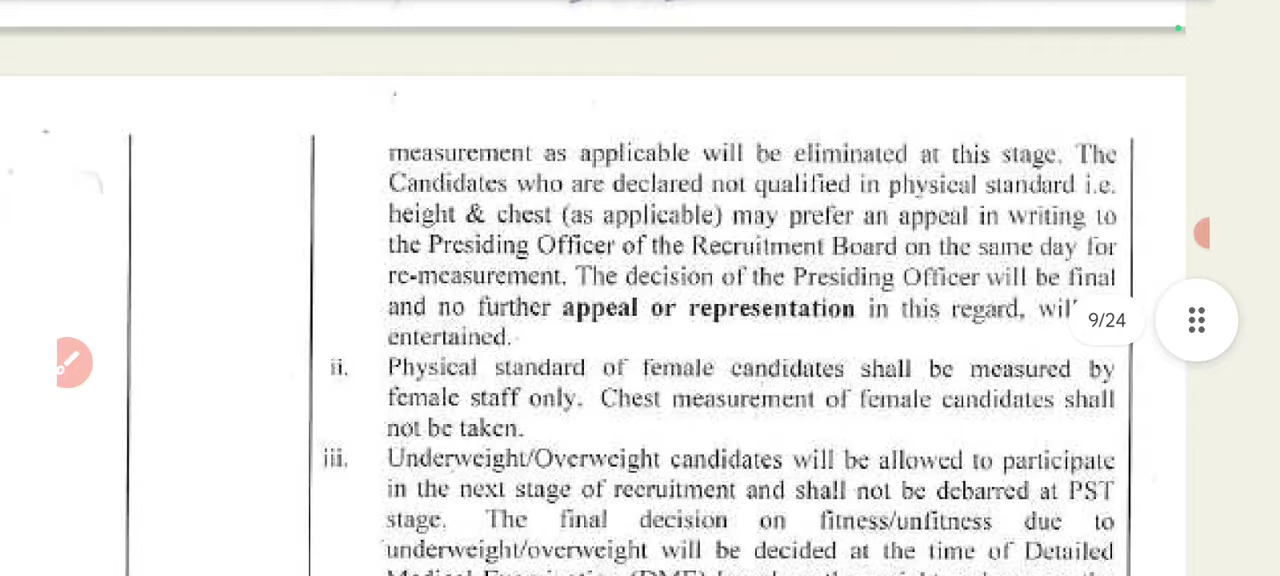 measurement as applicable will be eliminated at this stage. The
Candidates who are declared not qualified in physical standard i.e.
height & chest (as applicable) may prefer an appeal in writing to
the Presiding Officer of the Recruitment Board on the same day for
re-measurement. The decision of the Presiding Officer will be final
and no further appeal or representation in this regard, wil
9/24
entertained.
ii. Physical standard of female candidates shall be measured by
female staff only. Chest measurement of female candidates shall
not be taken.
iii. Underweight/Overweight candidates will be allowed to participate
in the next stage of recruitment and shall not be debarred at PST
stage. The final decision on fitness/unfitness due to
underweight/overweight will be decided at the time of Detailed